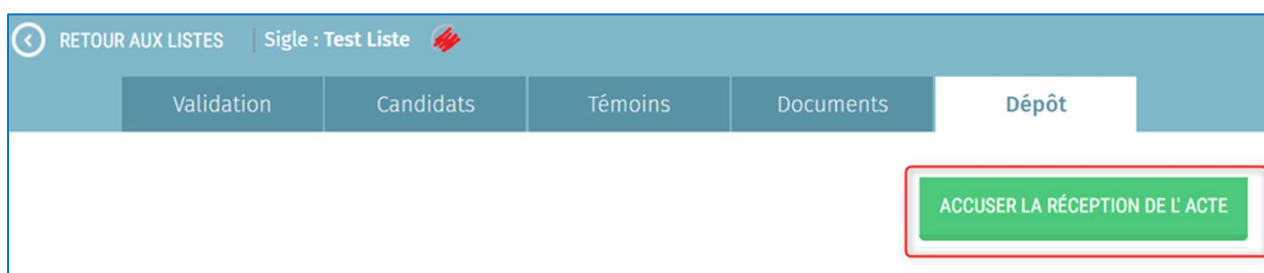 RETOUR AUX LISTES Sigle : Test Liste
Validation Candidats Témoins Documents Dépôt
ACCUSER LA RÉCEPTION DE L' ACTE